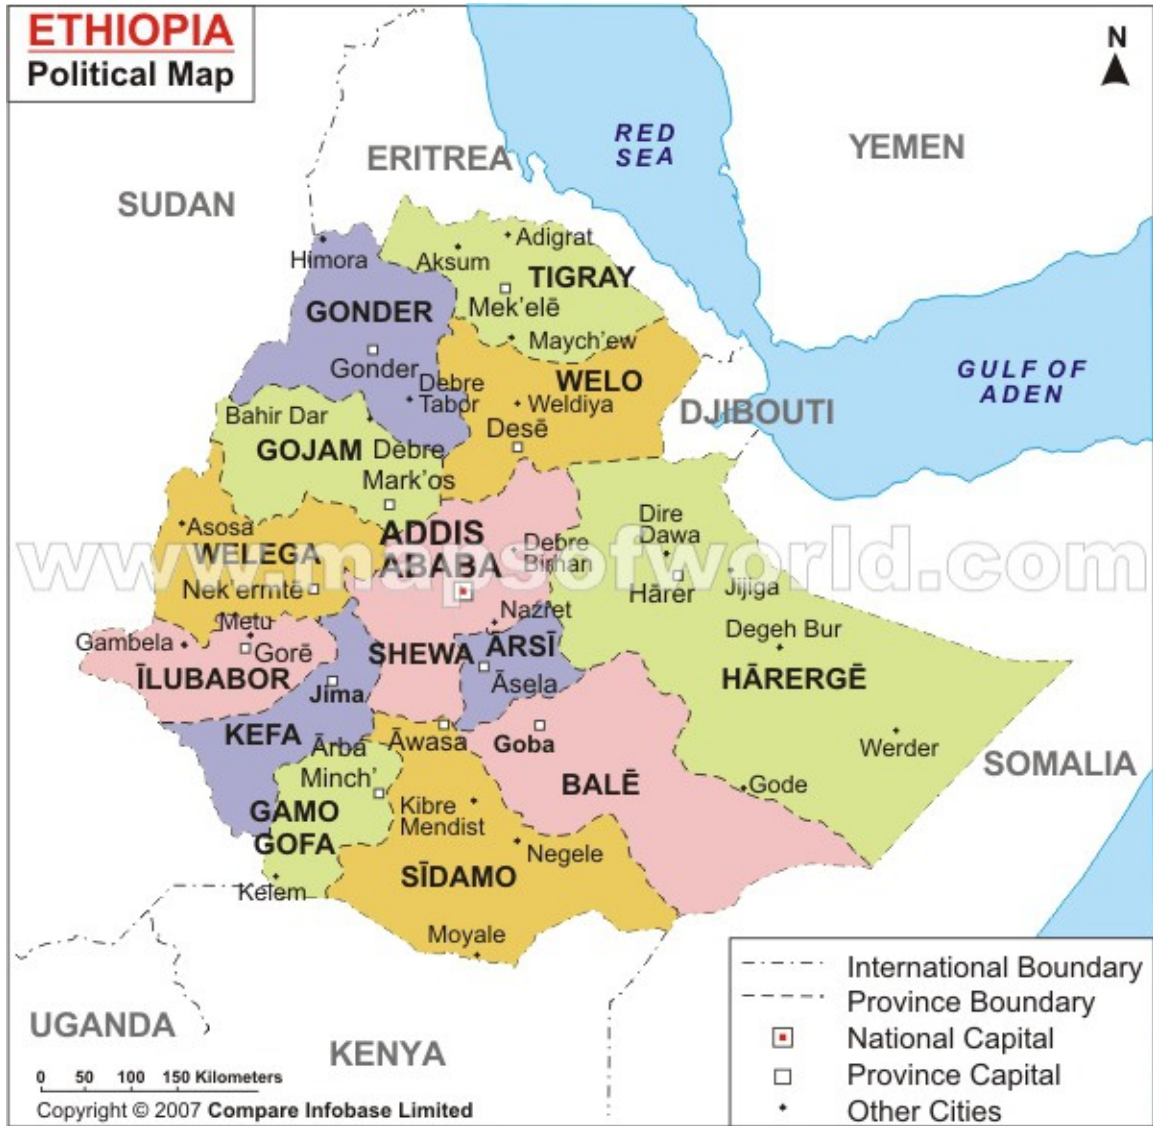 ETHIOPIA
Political Map
N
RED
SEA
YEMEN
ERITREA
SUDAN
Adigrat
Himora
Aksum
TIGRAY
GONDER
Mek'elē
Maych'ew
Gonder
WELO
GULF OF
ADEN
Debre
Tabor
Weldiya
DJIBOUTI
Bahir Dar
Desē
GOJAM
Debre
Mark'os
Asosa
ADDIS
ABABA
Dire
Dawa
Debre
Birhan
www.mapsofworld.com
WELEGA
Nek'ermtē
Hārer
Jijiga
Nazret
Metu
Degeh Bur
Gambela
Gorē
SHEWA
ĀRSĪ
ĪLUBABOR
Jima
Āsela
HĀRERGĒ
KEFA
Ārba
Minch'
Āwasa
Goba
Werder
SOMALIA
BALĒ
Gode
GAMO
GOFA
Kibre
Mendist
Negele
SĪDAMO
Kelem
Moyale
UGANDA
KENYA
International Boundary
Province Boundary
National Capital
Province Capital
Other Cities
0 50 100 150 Kilometers
Copyright © 2007 Compare Infobase Limited